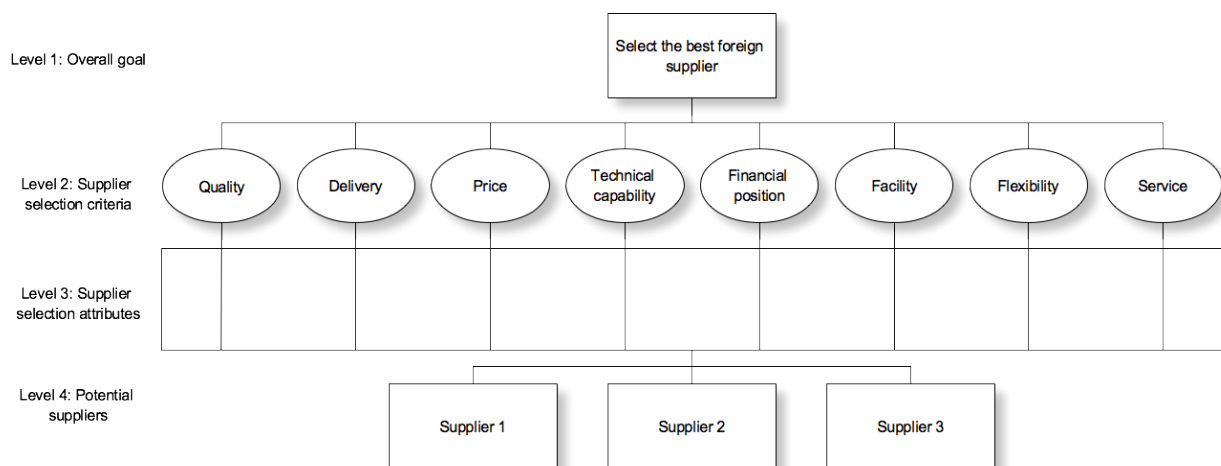 Level 1: Overall goal
Select the best foreign
supplier
Level 2: Supplier
selection criteria
Quality
Delivery
Price
Technical
capability
Financial
position
Facility
Flexibility
Service
Level 3: Supplier
selection attributes
Level 4: Potential
suppliers
Supplier 1
Supplier 2
Supplier 3